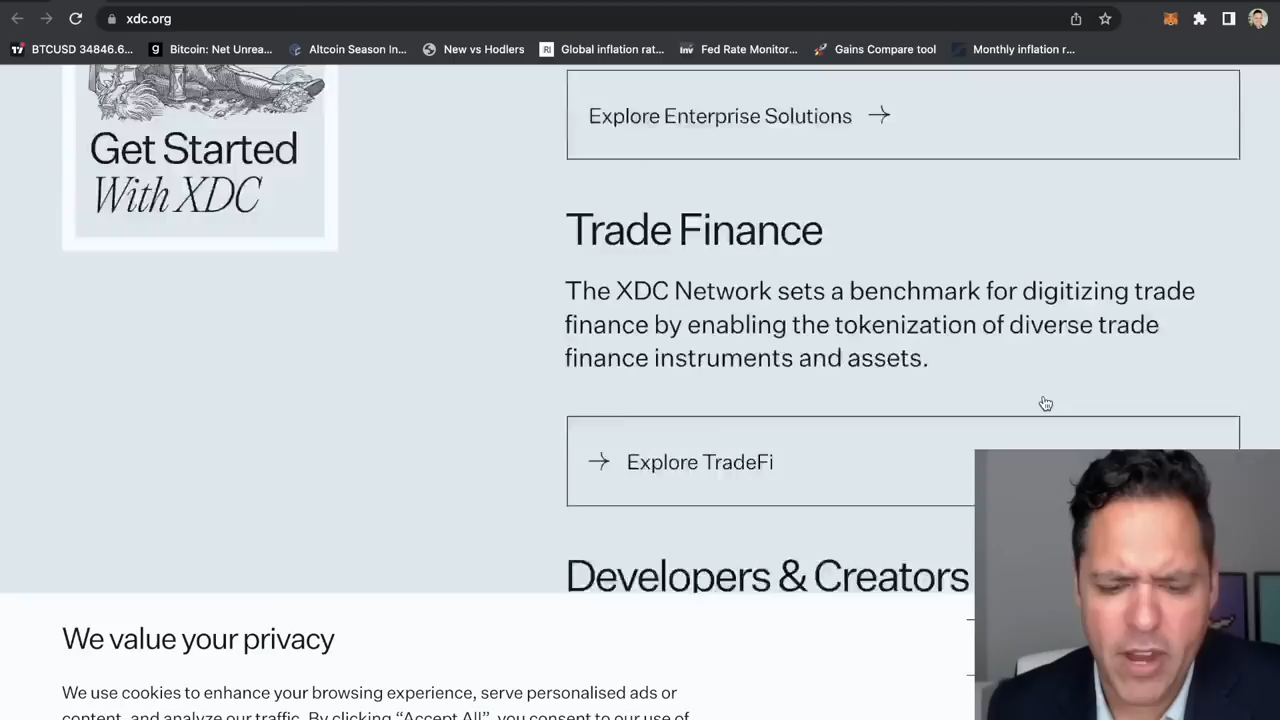 xdc.org
BTCUSD 34846.6...
Bitcoin: Net Unrea...
Altcoin Season In...
New vs Hodlers
Global inflation rat...
Fed Rate Monitor...
Gains Compare tool
Monthly inflation r...
Get Started
With XDC
Explore Enterprise Solutions
Trade Finance
The XDC Network sets a benchmark for digitizing trade
finance by enabling the tokenization of diverse trade
finance instruments and assets.
Explore TradeFi
Developers & Creators
We value your privacy
We use cookies to enhance your browsing experience, serve personalised ads or
content, and analyze our traffic. By clicking “Accept All”, you consent to our use of